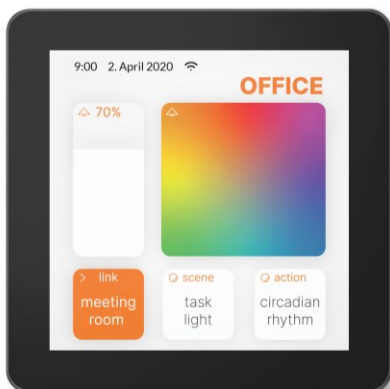 9:00 2. April 2020
OFFICE
70%
link
meeting
room
scene
task
light
action
circadian
rhythm